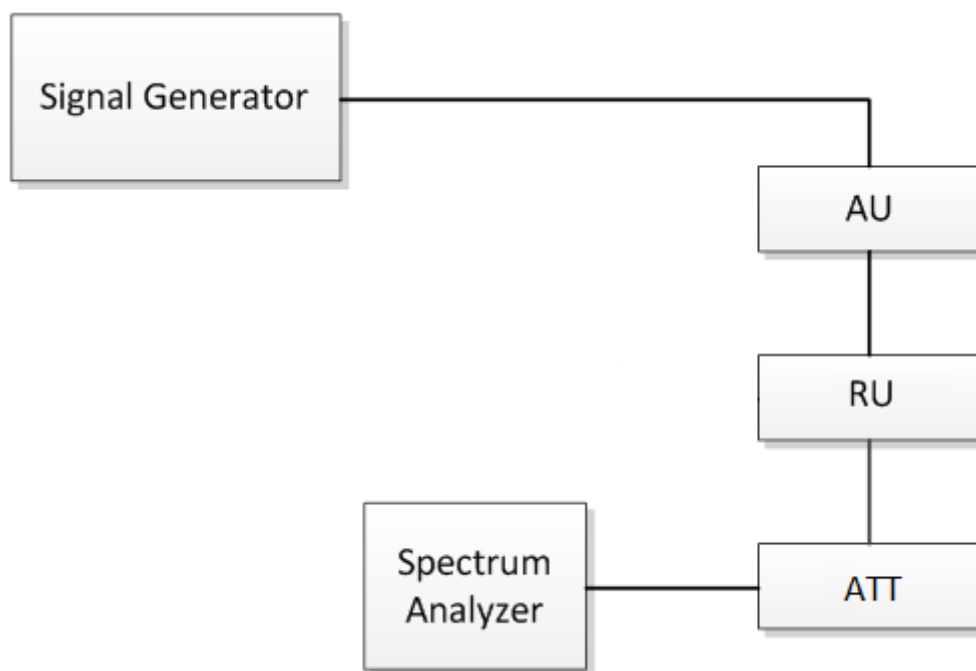 Signal Generator
AU
RU
Spectrum
Analyzer
ATT